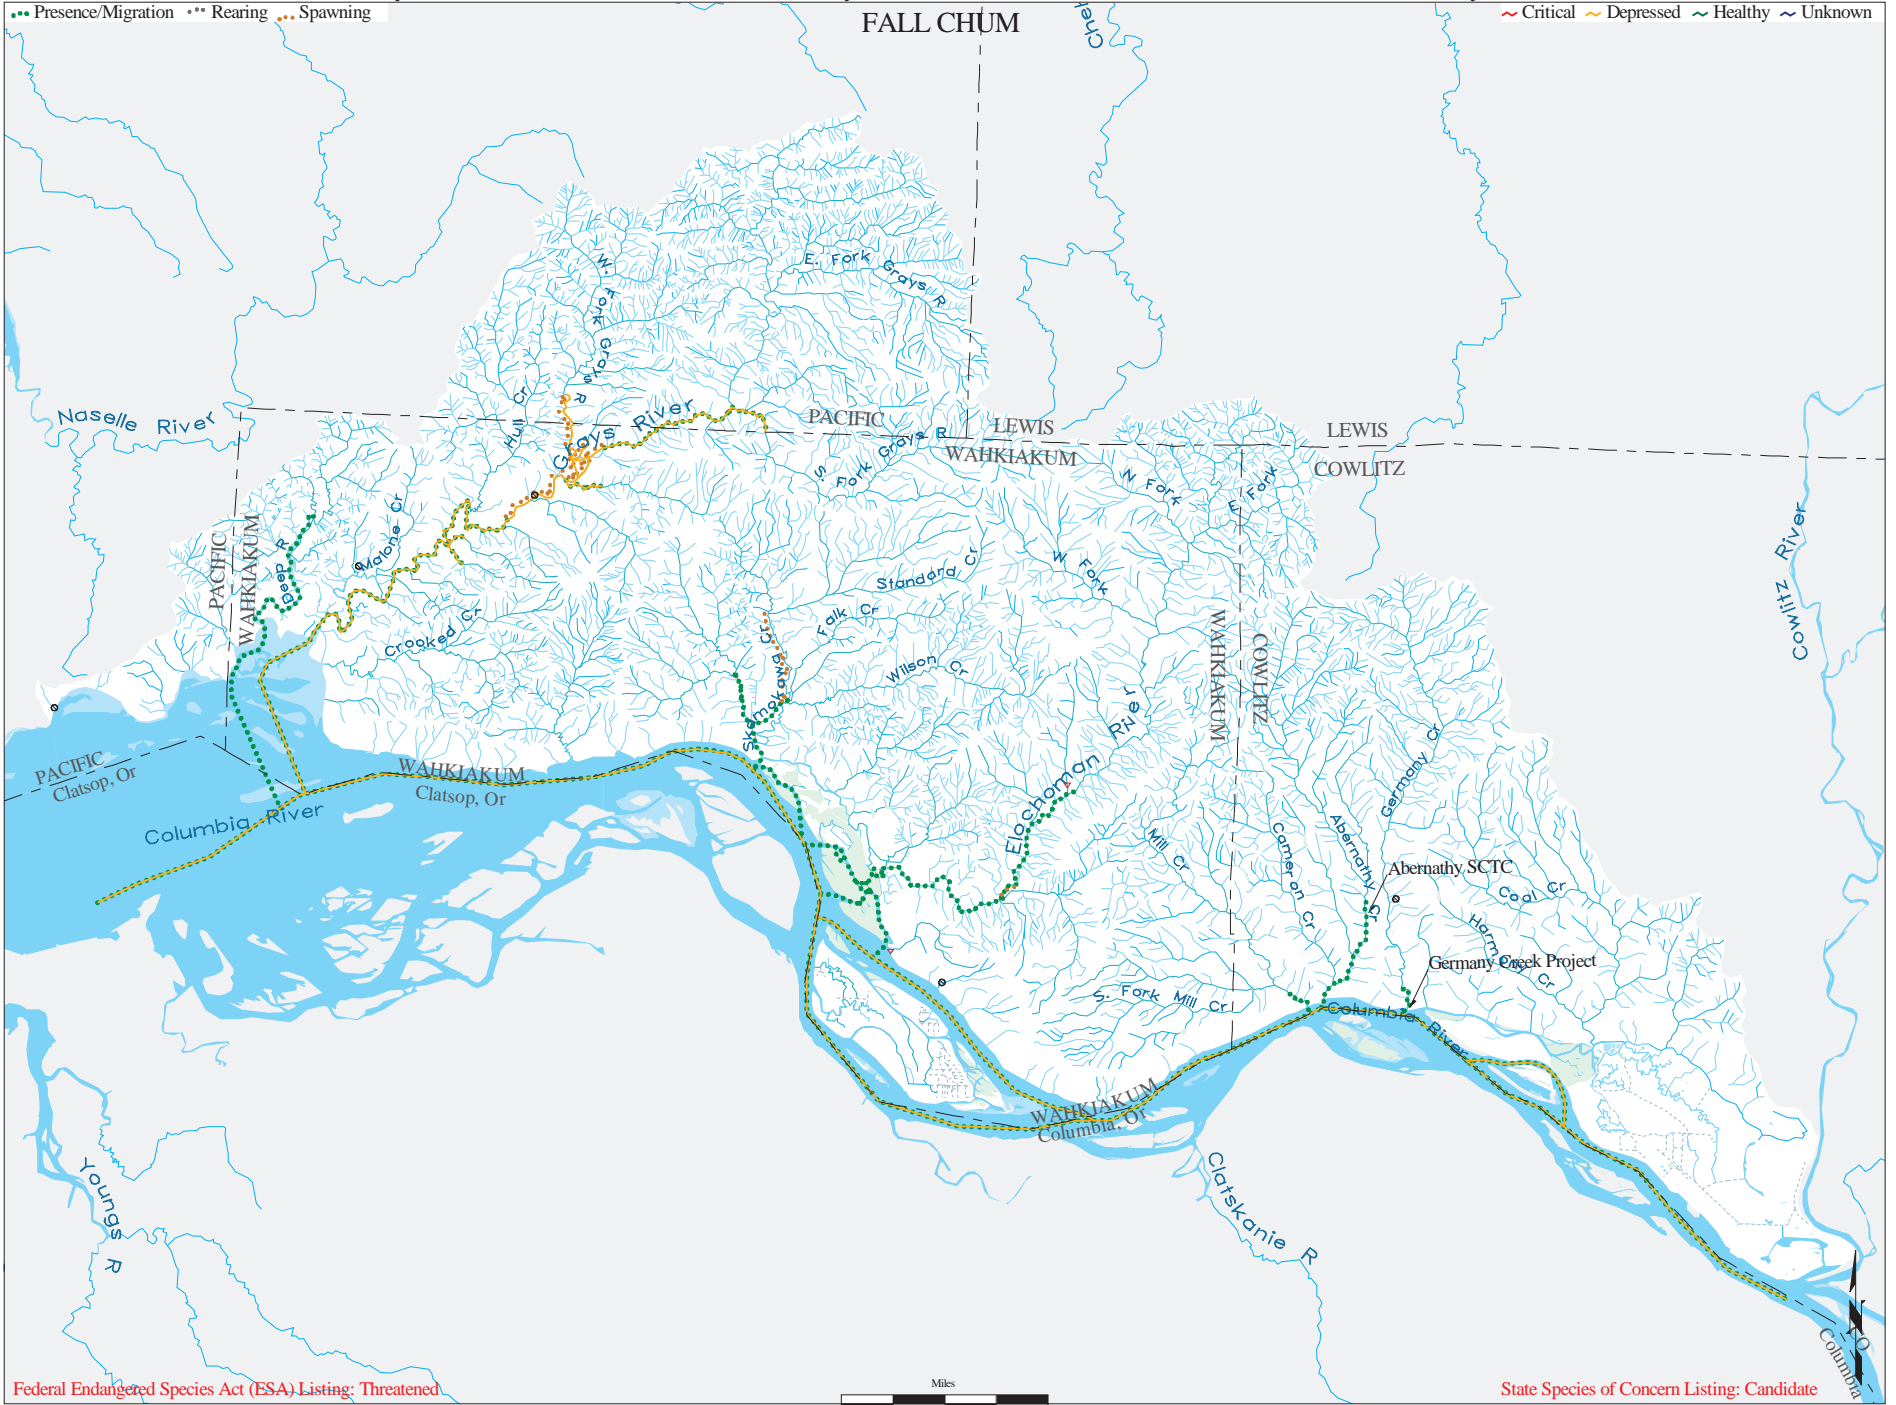 Presence/Migration Rearing Spawning
FALL CHUM
Critical Depressed Healthy Unknown
Cheh
E. Fork Grays R
W. Fork Grays R
Naselle River
Hull Cr
Grays River
PACIFIC
LEWIS
WAHKIAKUM
LEWIS
COWLITZ
S. Fork Grays R
N Fork
E Fork
PACIFIC
WAHKIAKUM
Deep R
Malone Cr
Crooked Cr
Standard Cr
W Fork
Falk Cr
Wilson Cr
Skamokawa Cr
WAHKIAKUM
COWLITZ
Cowlitz River
PACIFIC
Clatsop, Or
WAHKIAKUM
Clatsop, Or
Columbia River
Elochoman River
Mill Cr
Cameron Cr
Abernathy Cr
Germany Cr
Abernathy SCTC
Coal Cr
Harmony Cr
Germany Creek Project
S. Fork Mill Cr
Columbia River
WAHKIAKUM
Columbia, Or
Youngs R
Clatskanie R
CO
Columbia
Miles
N
Federal Endangered Species Act (ESA) Listing: Threatened
State Species of Concern Listing: Candidate